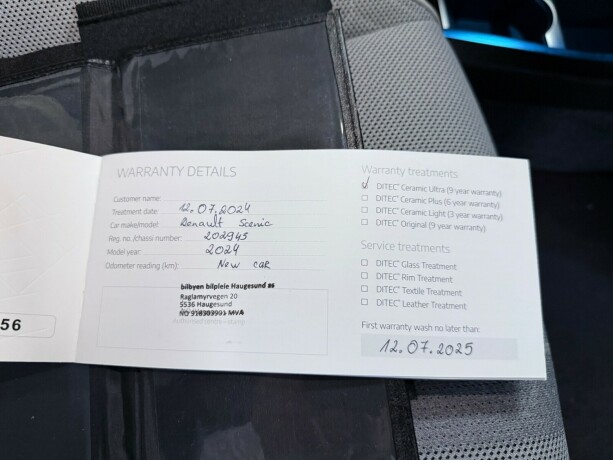 WARRANTY DETAILS
Customer name:
Treatment date: 12.07.2024
Car make/model: Renault Scenic
Reg. no. /chassi number: 202945
Model year: 2024
Odometer reading (km): New car
bilbyen bilpleie Haugesund as
Raglamyrvegen 20
5536 Haugesund
NO 918303991 MVA
56
Warranty treatments
√ DITEC® Ceramic Ultra (9 year warranty)
☐ DITEC® Ceramic Plus (6 year warranty)
☐ DITEC® Ceramic Light (3 year warranty)
☐ DITEC® Original (9 year warranty)
Service treatments
☐ DITEC® Glass Treatment
☐ DITEC® Rim Treatment
☐ DITEC® Textile Treatment
☐ DITEC® Leather Treatment
First warranty wash no later than:
12.07.2025